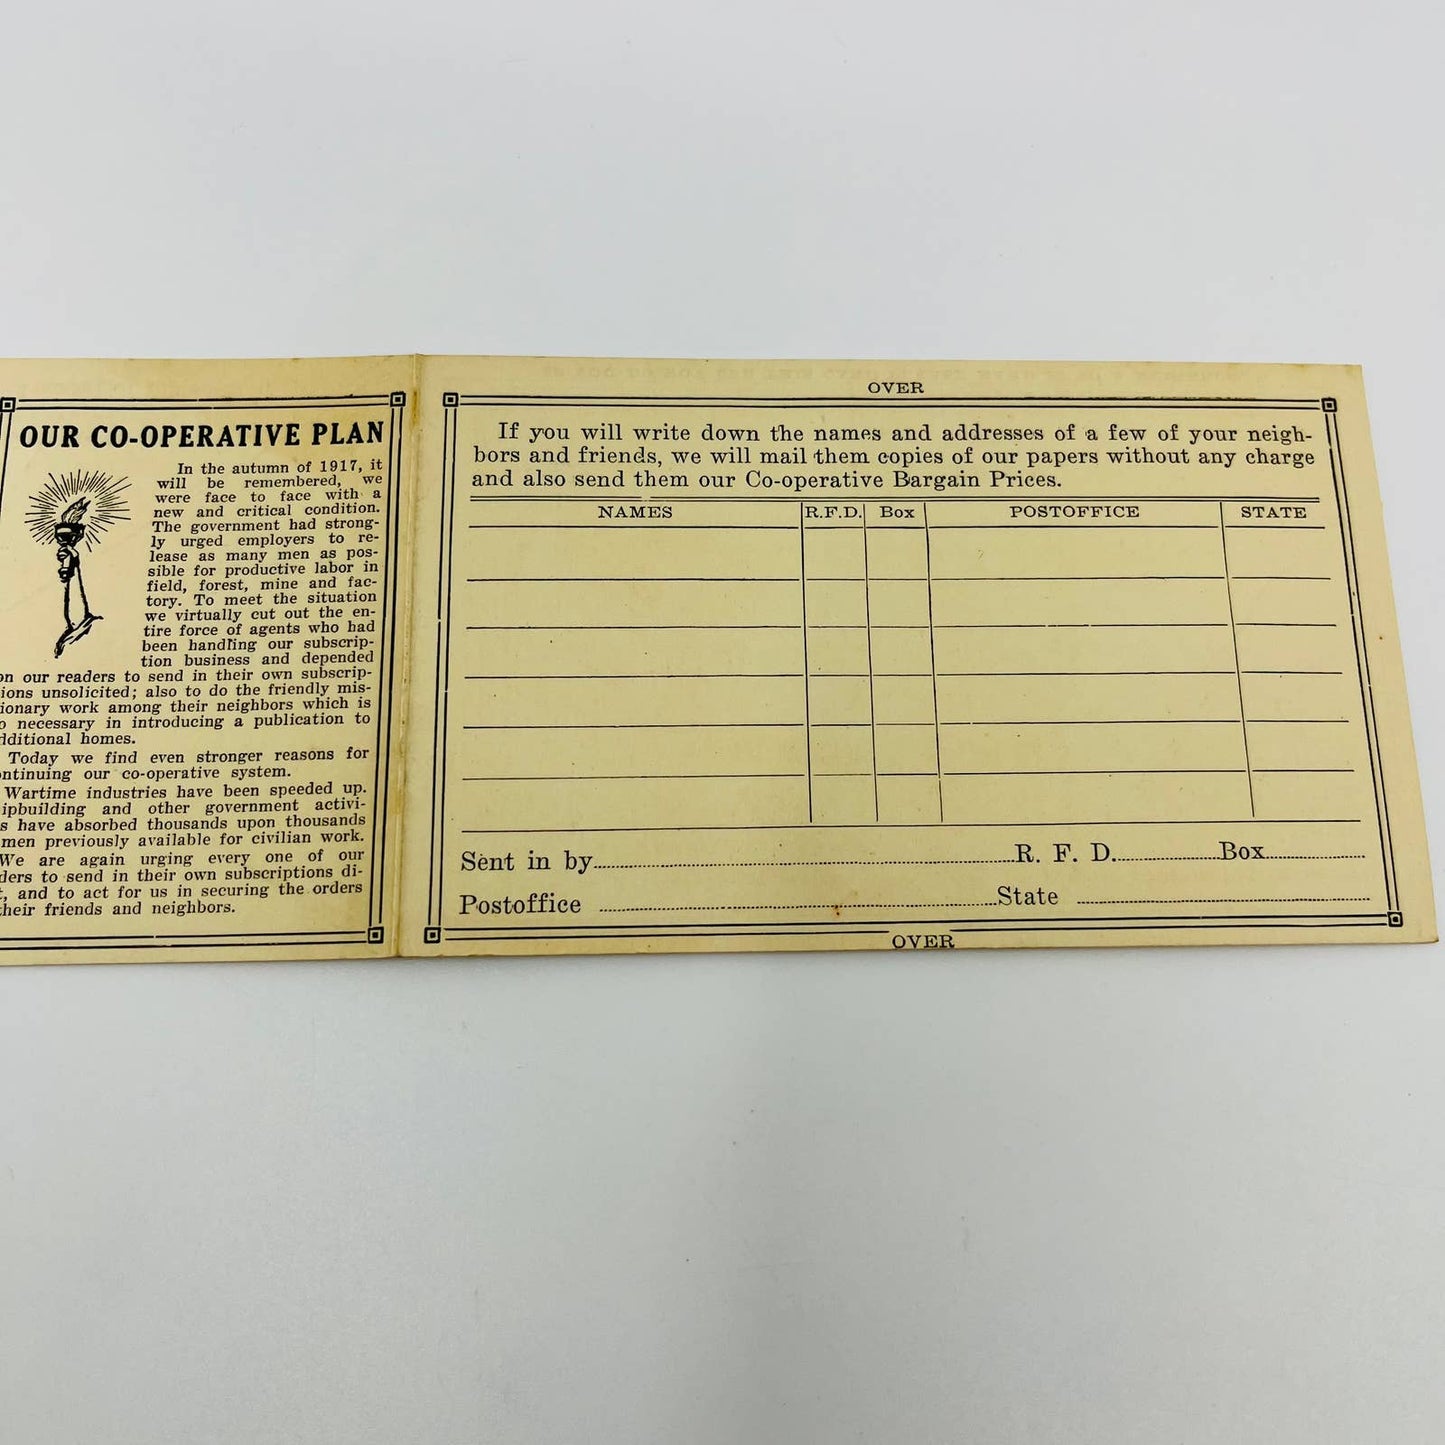 OUR CO-OPERATIVE PLAN
In the autumn of 1917, it
will be remembered, we
were face to face with a
new and critical condition.
The government had strong-
ly urged employers to re-
lease as many men as pos-
sible for productive labor in
field, forest, mine and fac-
tory. To meet the situation
we virtually cut out the en-
tire force of agents who had
been handling our subscrip-
tion business and depended
on our readers to send in their own subscrip-
ions unsolicited; also to do the friendly mis-
ionary work among their neighbors which is
o necessary in introducing a publication to
dditional homes.
Today we find even stronger reasons for
ontinuing our co-operative system.
Wartime industries have been speeded up.
ipbuilding and other government activi-
s have absorbed thousands upon thousands
men previously available for civilian work.
We are again urging every one of our
ders to send in their own subscriptions di-
t, and to act for us in securing the orders
their friends and neighbors.
OVER
If you will write down the names and addresses of a few of your neigh-
bors and friends, we will mail them copies of our papers without any charge
and also send them our Co-operative Bargain Prices.
NAMES R.F.D. Box POSTOFFICE STATE
Sent in by R. F. D. Box
Postoffice State
OVER